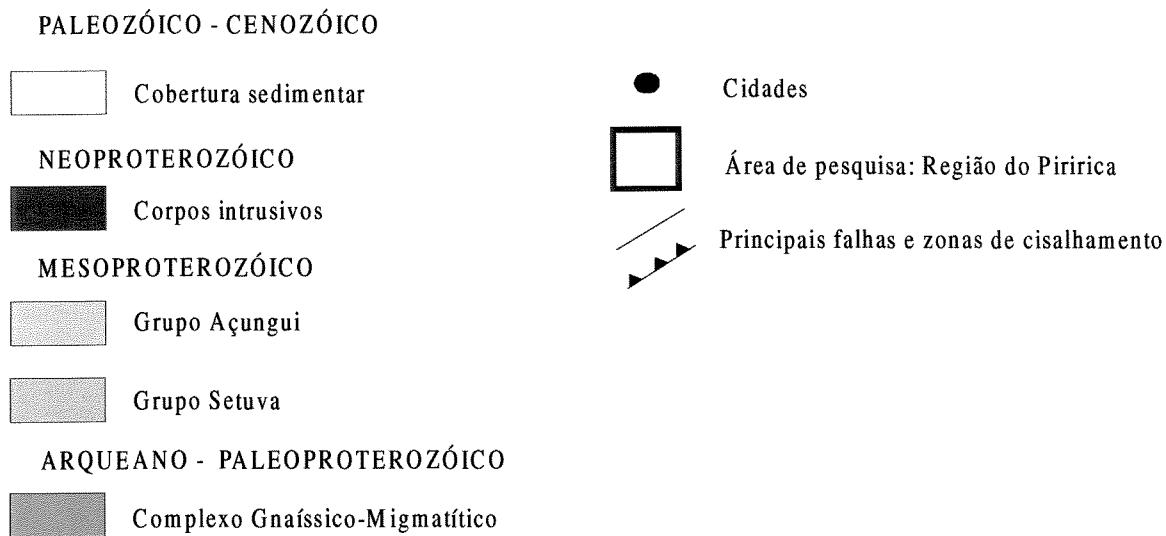 PALEOZÓICO - CENOZÓICO
Cobertura sedimentar
NEOPROTEROZÓICO
Corpos intrusivos
MESOPROTEROZÓICO
Grupo Açungui
Grupo Setuva
ARQUEANO - PALEOPROTEROZÓICO
Complexo Gnaíssico-Migmatítico
Cidades
Área de pesquisa: Região do Piririca
Principais falhas e zonas de cisalhamento